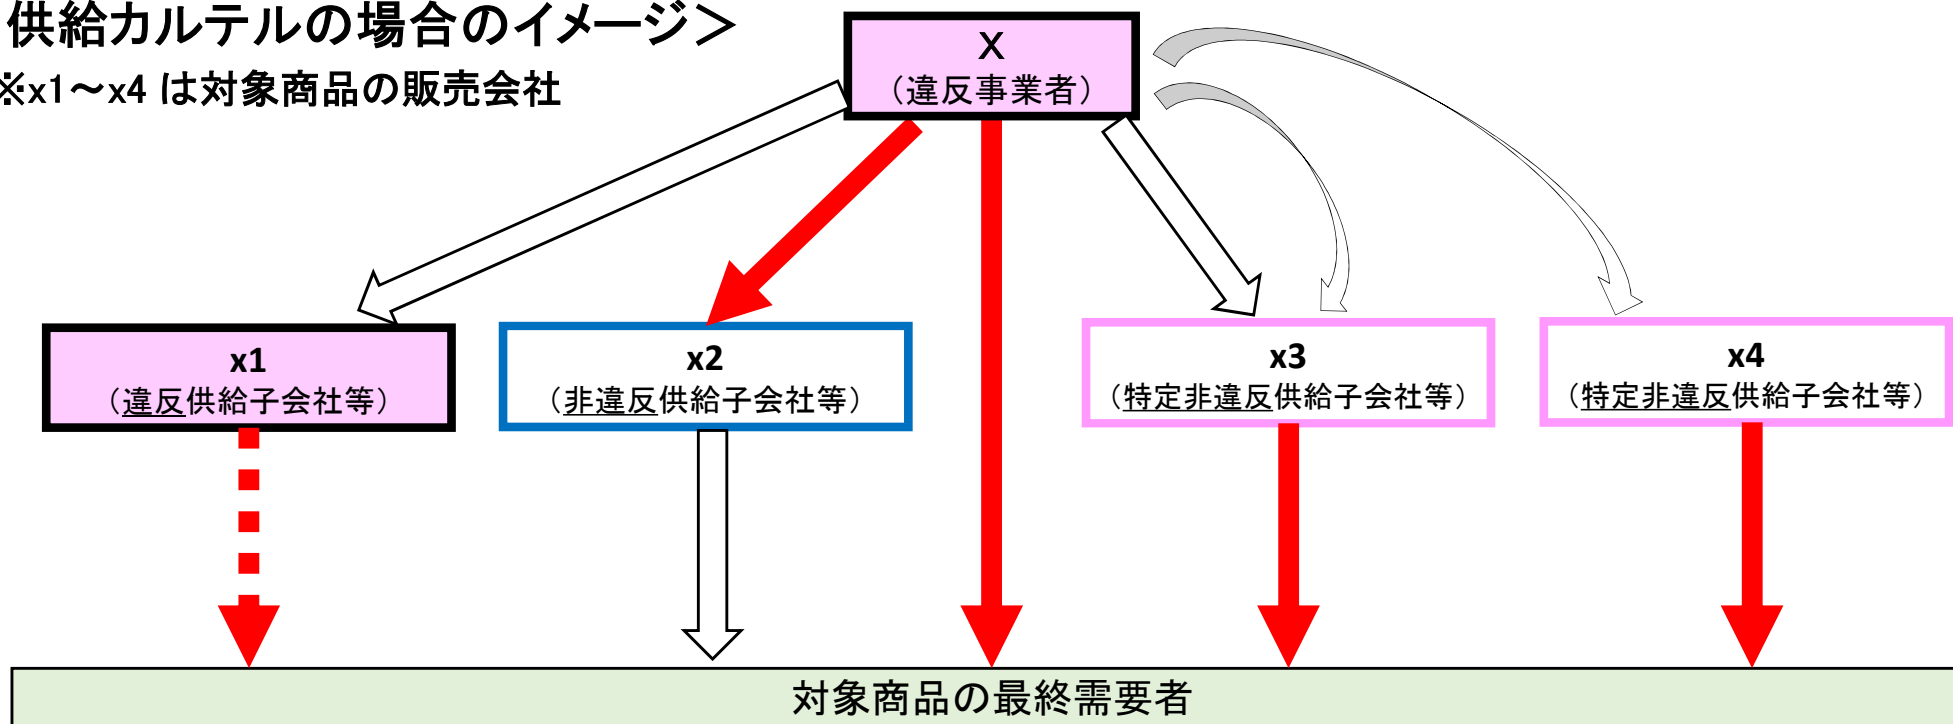 供給カルテルの場合のイメージ＞
※x1～x4 は対象商品の販売会社
X
（違反事業者）
x1
（違反供給子会社等）
x2
（非違反供給子会社等）
x3
（特定非違反供給子会社等）
x4
（特定非違反供給子会社等）
対象商品の最終需要者